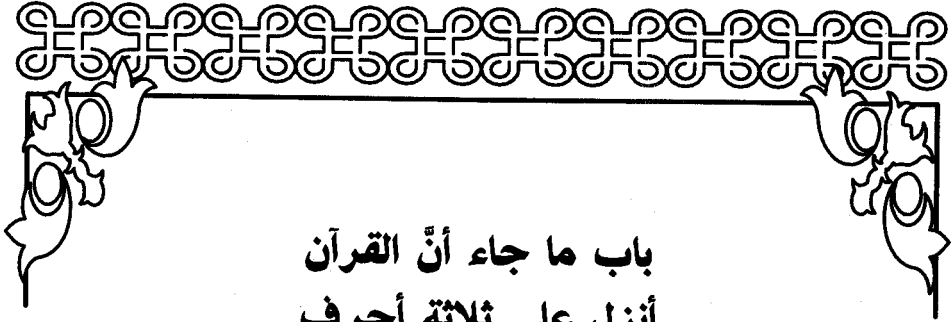 باب ما جاء أنَّ القرآن
أنزل على ثلاثة أحرف